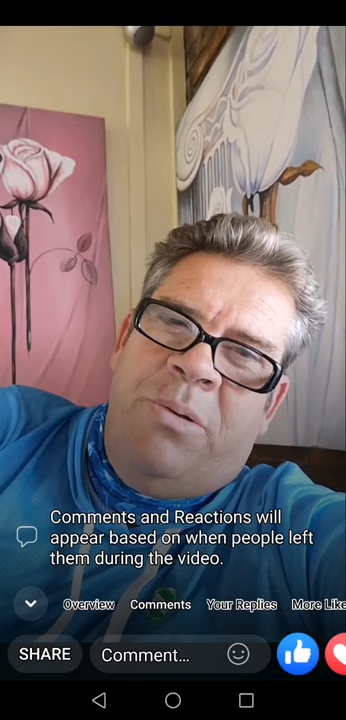 Comments and Reactions will
appear based on when people left
them during the video.
Overview Comments Your Replies More Like
SHARE Comment...